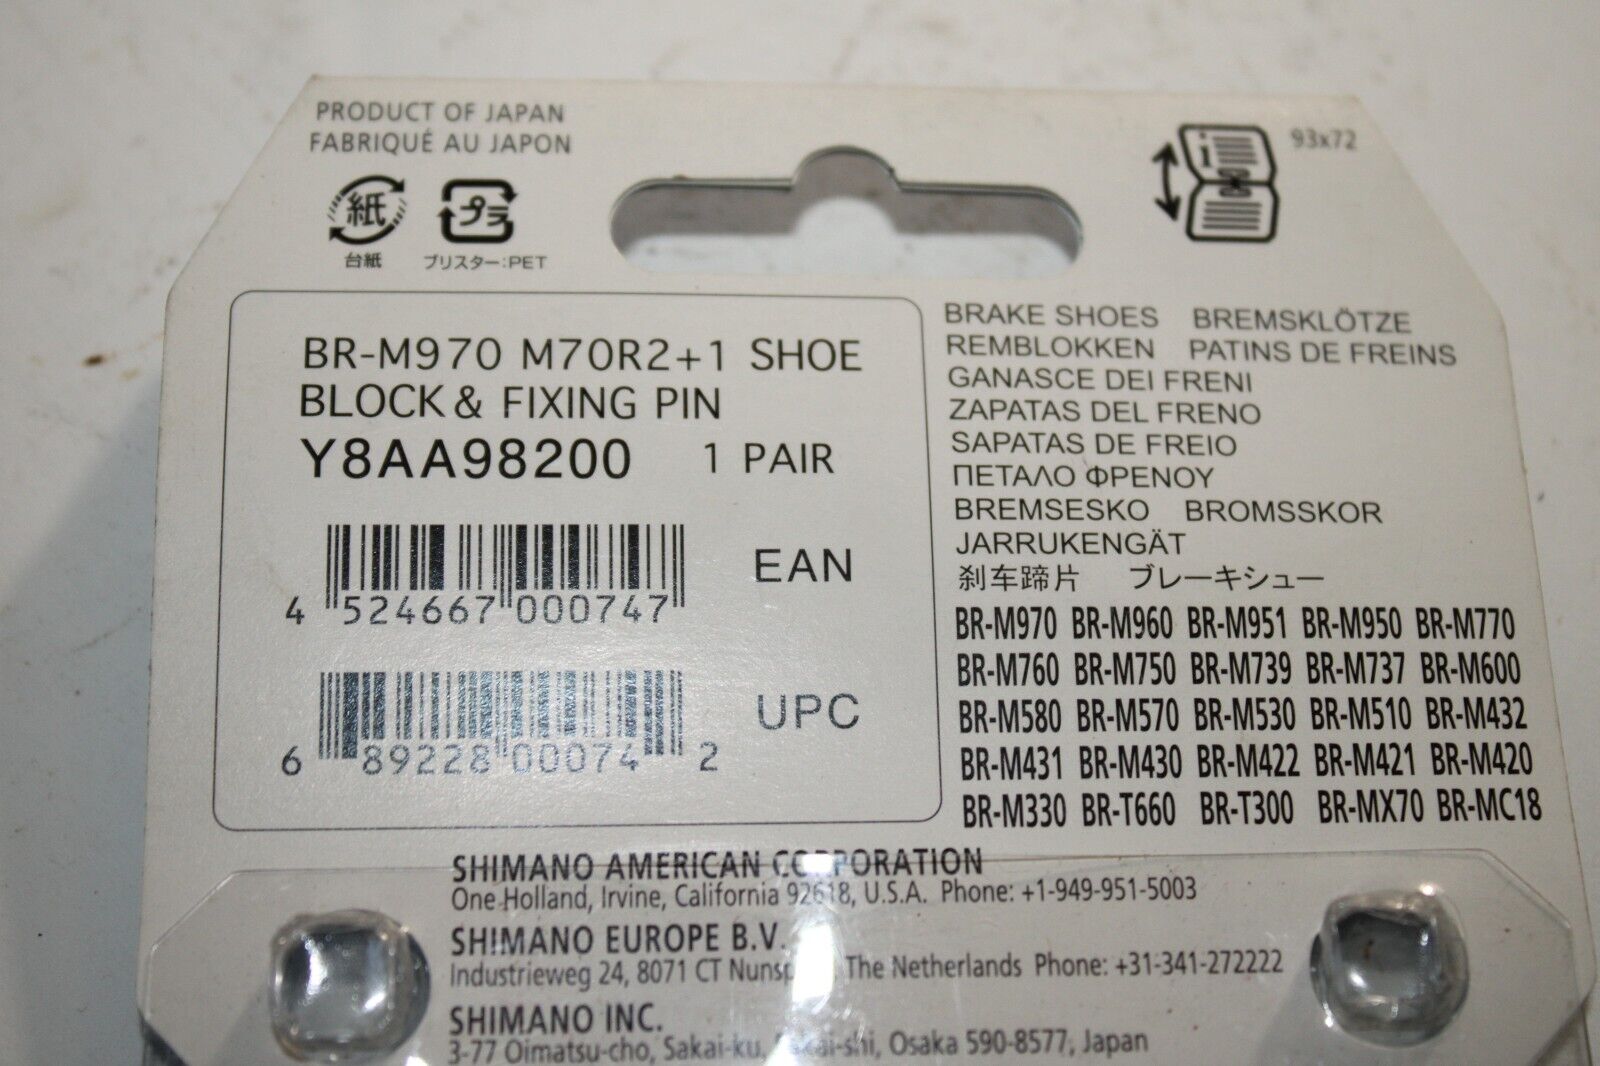 PRODUCT OF JAPAN
FABRIQUÉ AU JAPON
紙
台紙
プラ
ブリスター:PET
i
93x72
BR-M970 M70R2+1 SHOE
BLOCK & FIXING PIN
Y8AA98200 1 PAIR
EAN
4 524667 000747
UPC
6 89228 00074 2
BRAKE SHOES BREMSKLÖTZE
REMBLOKKEN PATINS DE FREINS
GANASCE DEI FRENI
ZAPATAS DEL FRENO
SAPATAS DE FREIO
ΠΕΤΑΛΟ ΦΡΕΝΟΥ
BREMSESKO BROMSSKOR
JARRUKENGÄT
刹车蹄片 ブレーキシュー
BR-M970 BR-M960 BR-M951 BR-M950 BR-M770
BR-M760 BR-M750 BR-M739 BR-M737 BR-M600
BR-M580 BR-M570 BR-M530 BR-M510 BR-M432
BR-M431 BR-M430 BR-M422 BR-M421 BR-M420
BR-M330 BR-T660 BR-T300 BR-MX70 BR-MC18
SHIMANO AMERICAN CORPORATION
One Holland, Irvine, California 92618, U.S.A. Phone: +1-949-951-5003
SHIMANO EUROPE B.V.
Industrieweg 24, 8071 CT The Netherlands Phone: +31-341-272222
SHIMANO INC.
3-77 Oimatsu-cho, Sakai-ku, Sakai-shi, Osaka 590-8577, Japan